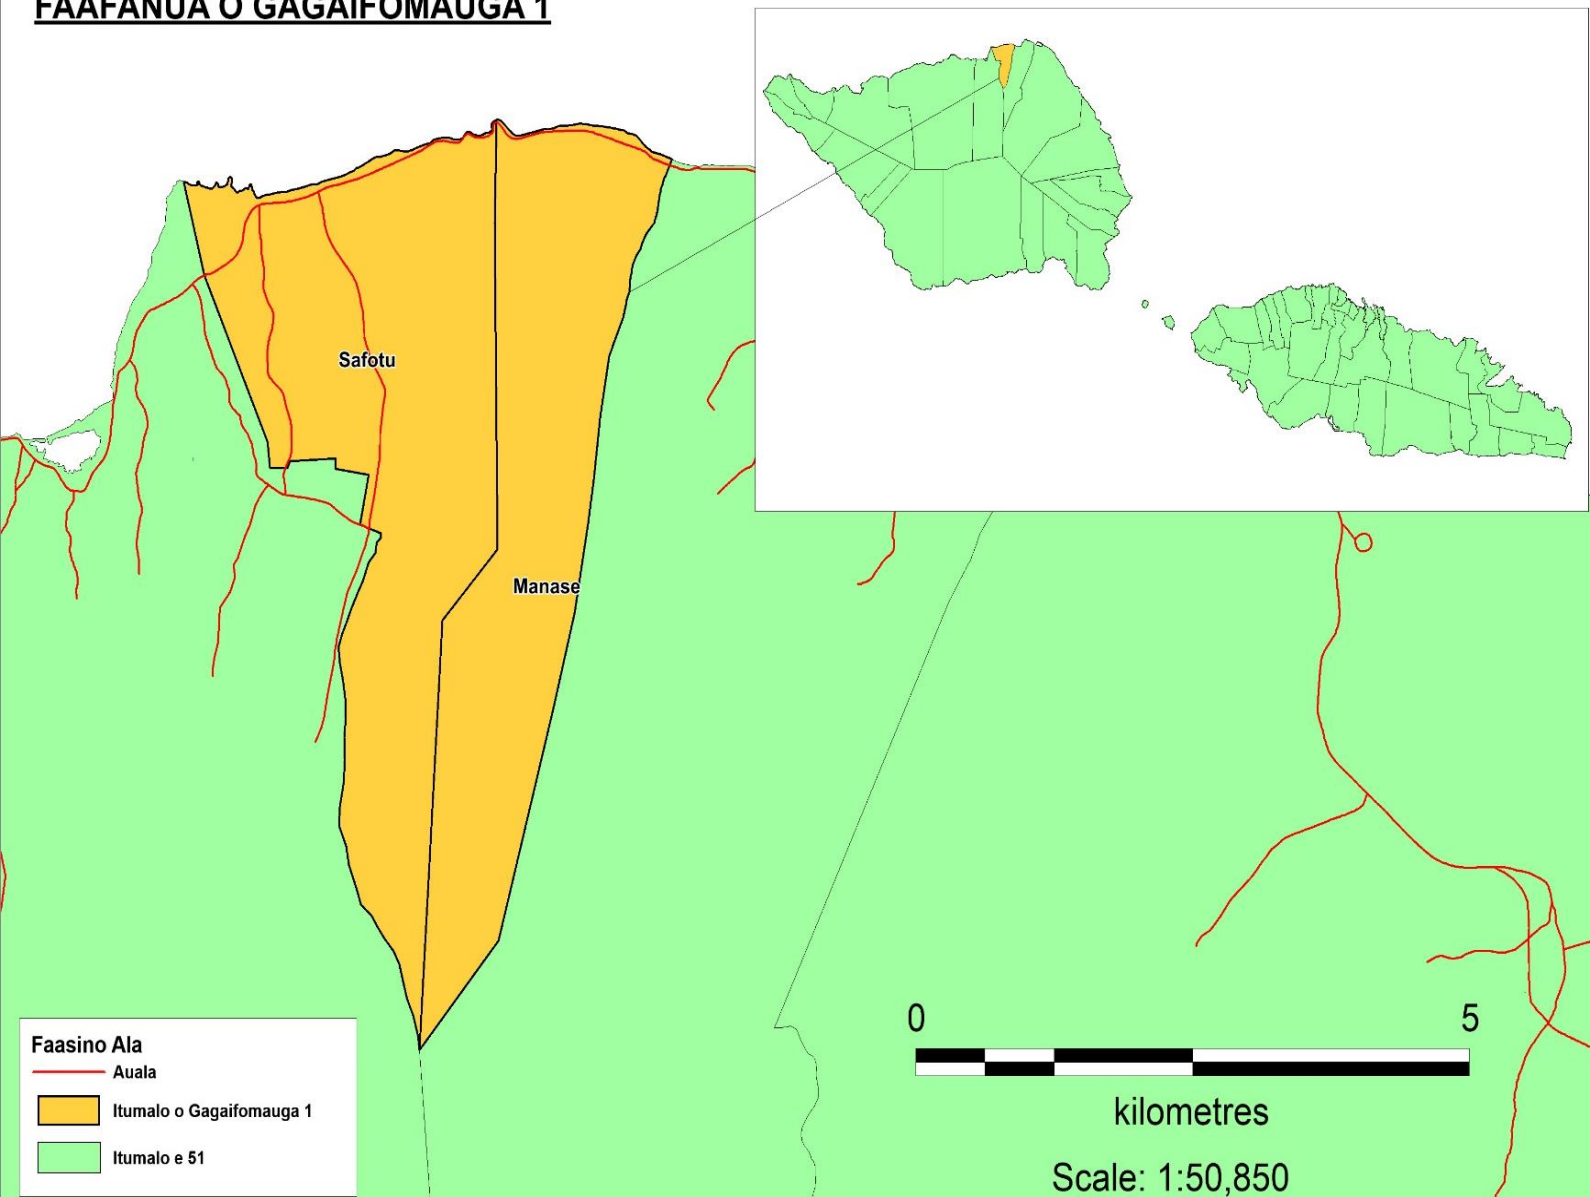 FAAFANUA O GAGAIFOMAUGA 1
Safotu
Manase
Faasino Ala
Auala
Itumalo o Gagaifomauga 1
Itumalo e 51
0 5
kilometres
Scale: 1:50,850